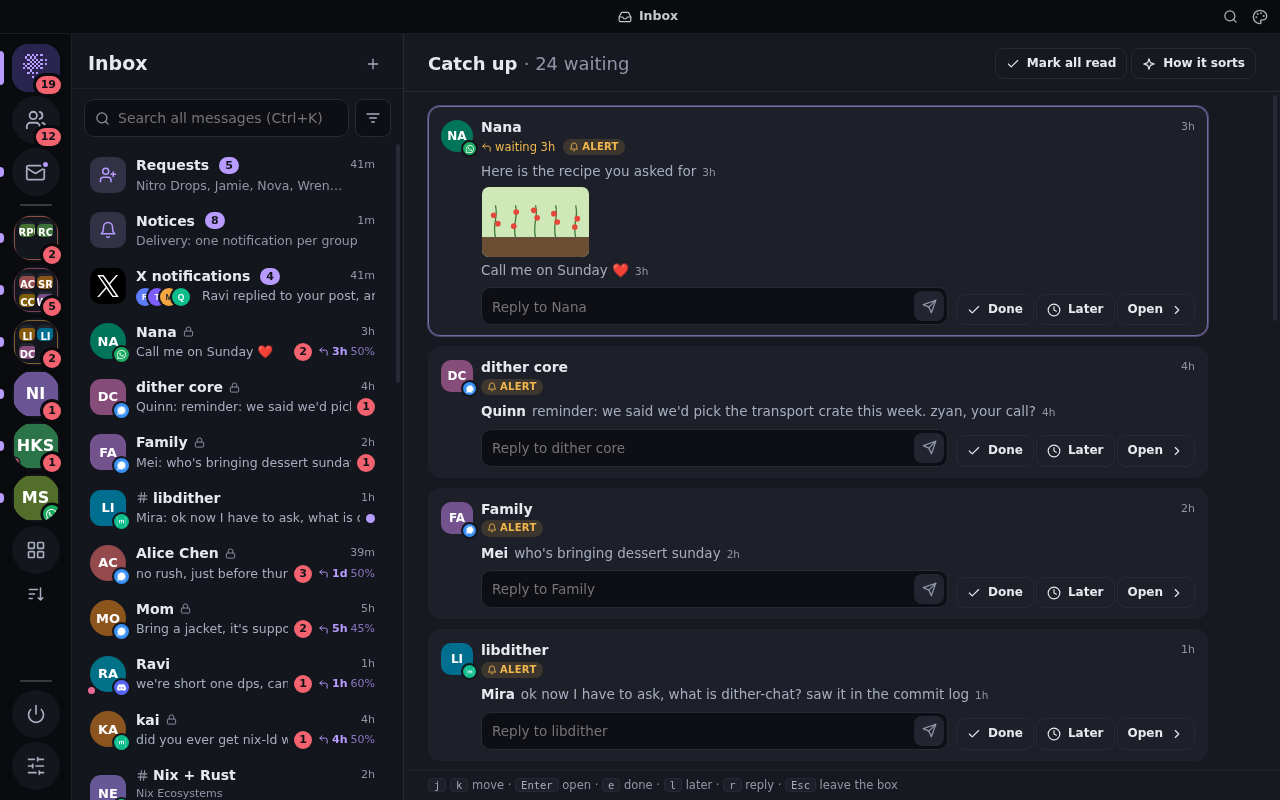 Inbox
19
12
RP RC
2
AC SR
CC
5
LI LI
DC
2
NI
1
HKS
1
MS
Inbox
Search all messages (Ctrl+K)
Requests 5 41m
Nitro Drops, Jamie, Nova, Wren…
Notices 8 1m
Delivery: one notification per group
X notifications 4 41m
Q Ravi replied to your post, ar
NA Nana 3h
Call me on Sunday ❤️ 2 3h 50%
DC dither core 4h
Quinn: reminder: we said we'd picl 1
FA Family 2h
Mei: who's bringing dessert sunda 1
LI # libdither 1h
Mira: ok now I have to ask, what is
AC Alice Chen 39m
no rush, just before thur 3 1d 50%
MO Mom 5h
Bring a jacket, it's suppo 2 5h 45%
RA Ravi 1h
we're short one dps, can 1 1h 60%
KA kai 4h
did you ever get nix-ld w 1 4h 50%
NE # Nix + Rust 2h
Nix Ecosystems
Catch up · 24 waiting
Mark all read
How it sorts
NA Nana 3h
waiting 3h ALERT
Here is the recipe you asked for 3h
Call me on Sunday ❤️ 3h
Reply to Nana Done Later Open
DC dither core 4h
ALERT
Quinn reminder: we said we'd pick the transport crate this week. zyan, your call? 4h
Reply to dither core Done Later Open
FA Family 2h
ALERT
Mei who's bringing dessert sunday 2h
Reply to Family Done Later Open
LI libdither 1h
ALERT
Mira ok now I have to ask, what is dither-chat? saw it in the commit log 1h
Reply to libdither Done Later Open
j k move · Enter open · e done · l later · r reply · Esc leave the box